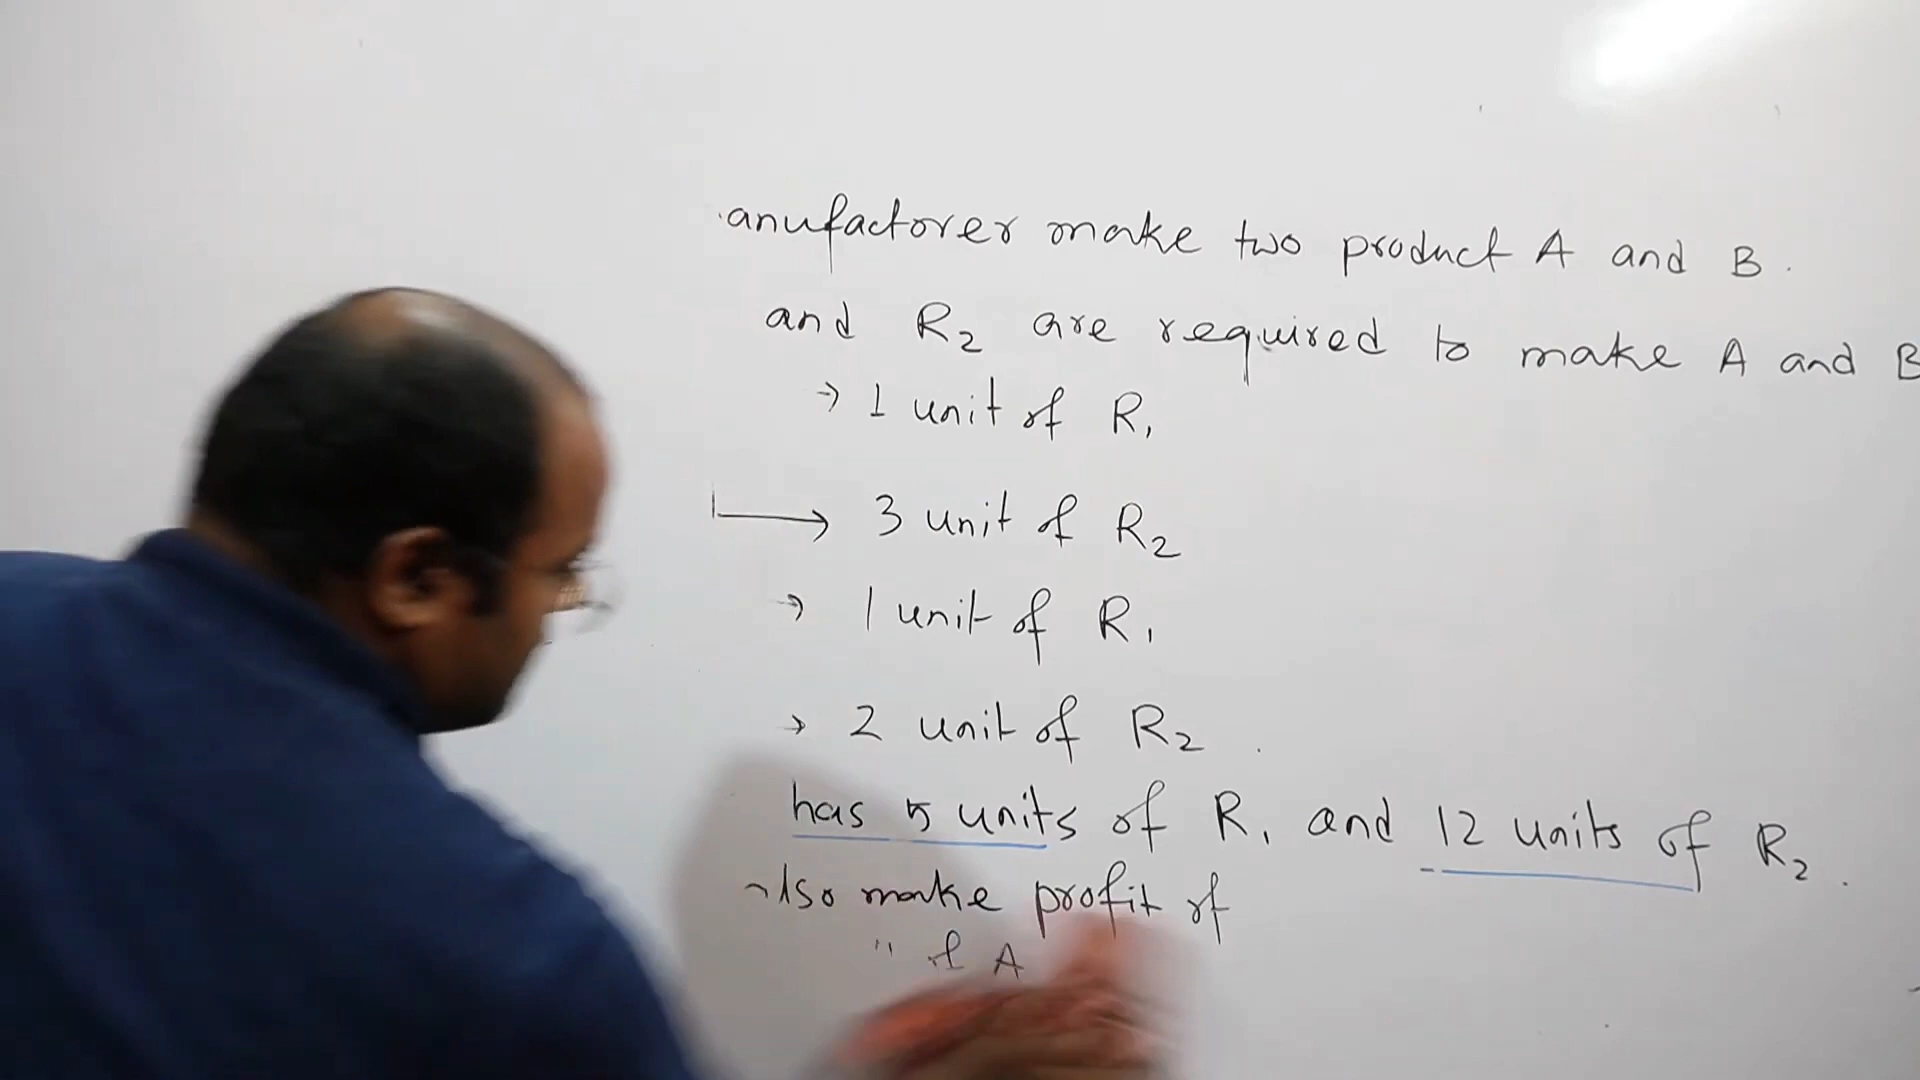 anufactorer make two product A and B.
and R₂ are required to make A and B
→ 1 unit of R₁
→ 3 unit of R₂
→ 1 unit of R₁
→ 2 unit of R₂ .
has 5 units of R₁ and 12 units of R₂ .
also make profit of
" of A